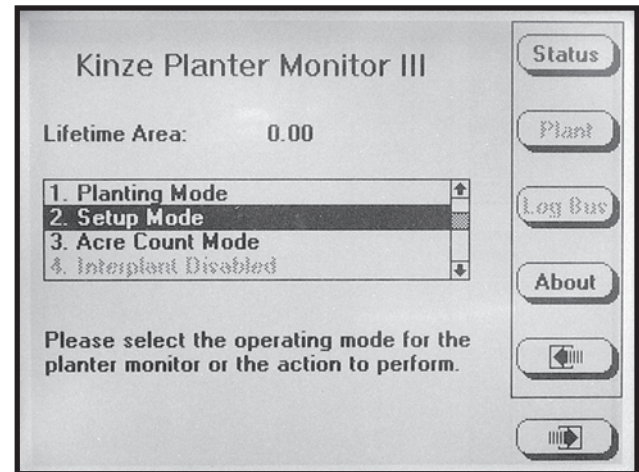 Kinze Planter Monitor III
Lifetime Area: 0.00
1. Planting Mode
2. Setup Mode
3. Acre Count Mode
4. Interplant Disabled
Please select the operating mode for the
planter monitor or the action to perform.
Status
Plant
Log Bus
About